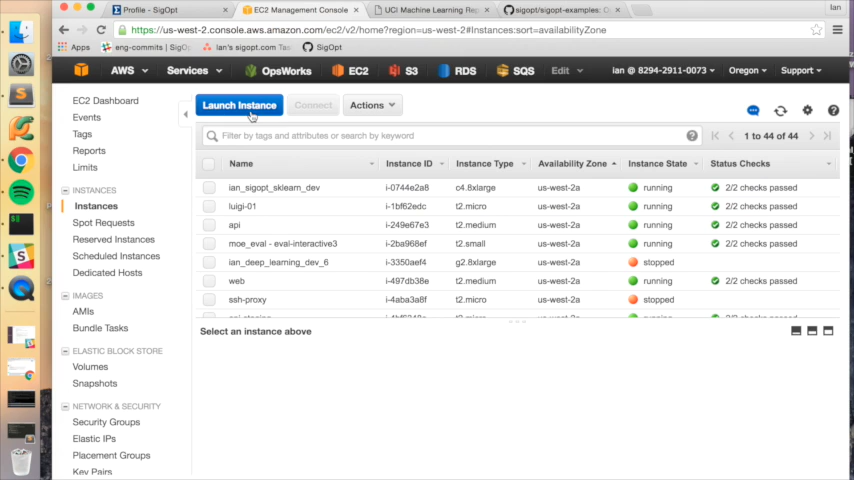 Profile - SigOpt
EC2 Management Console
UCI Machine Learning Rep
sigopt/sigopt-examples: De
Ian
https://us-west-2.console.aws.amazon.com/ec2/v2/home?region=us-west-2#Instances:sort=availabilityZone
Apps
eng-commits | SigO
Ian's sigopt.com Tas
SigOpt
AWS
Services
OpsWorks
EC2
S3
RDS
SQS
Edit
ian @ 8294-2911-0073
Oregon
Support
EC2 Dashboard
Events
Tags
Reports
Limits
INSTANCES
Instances
Spot Requests
Reserved Instances
Scheduled Instances
Dedicated Hosts
IMAGES
AMIs
Bundle Tasks
ELASTIC BLOCK STORE
Volumes
Snapshots
NETWORK & SECURITY
Security Groups
Elastic IPs
Placement Groups
Key Pairs
Launch Instance
Connect
Actions
Filter by tags and attributes or search by keyword
1 to 44 of 44
Name Instance ID Instance Type Availability Zone Instance State Status Checks
ian_sigopt_sklearn_dev i-0744e2a8 c4.8xlarge us-west-2a running 2/2 checks passed
luigi-01 i-1bf62edc t2.micro us-west-2a running 2/2 checks passed
api i-249e67e3 t2.medium us-west-2a running 2/2 checks passed
moe_eval - eval-interactive3 i-2ba968ef t2.small us-west-2a running 2/2 checks passed
ian_deep_learning_dev_6 i-3350aef4 g2.8xlarge us-west-2a stopped
web i-497db38e t2.medium us-west-2a running 2/2 checks passed
ssh-proxy i-4aba3a8f t2.micro us-west-2a stopped
Select an instance above